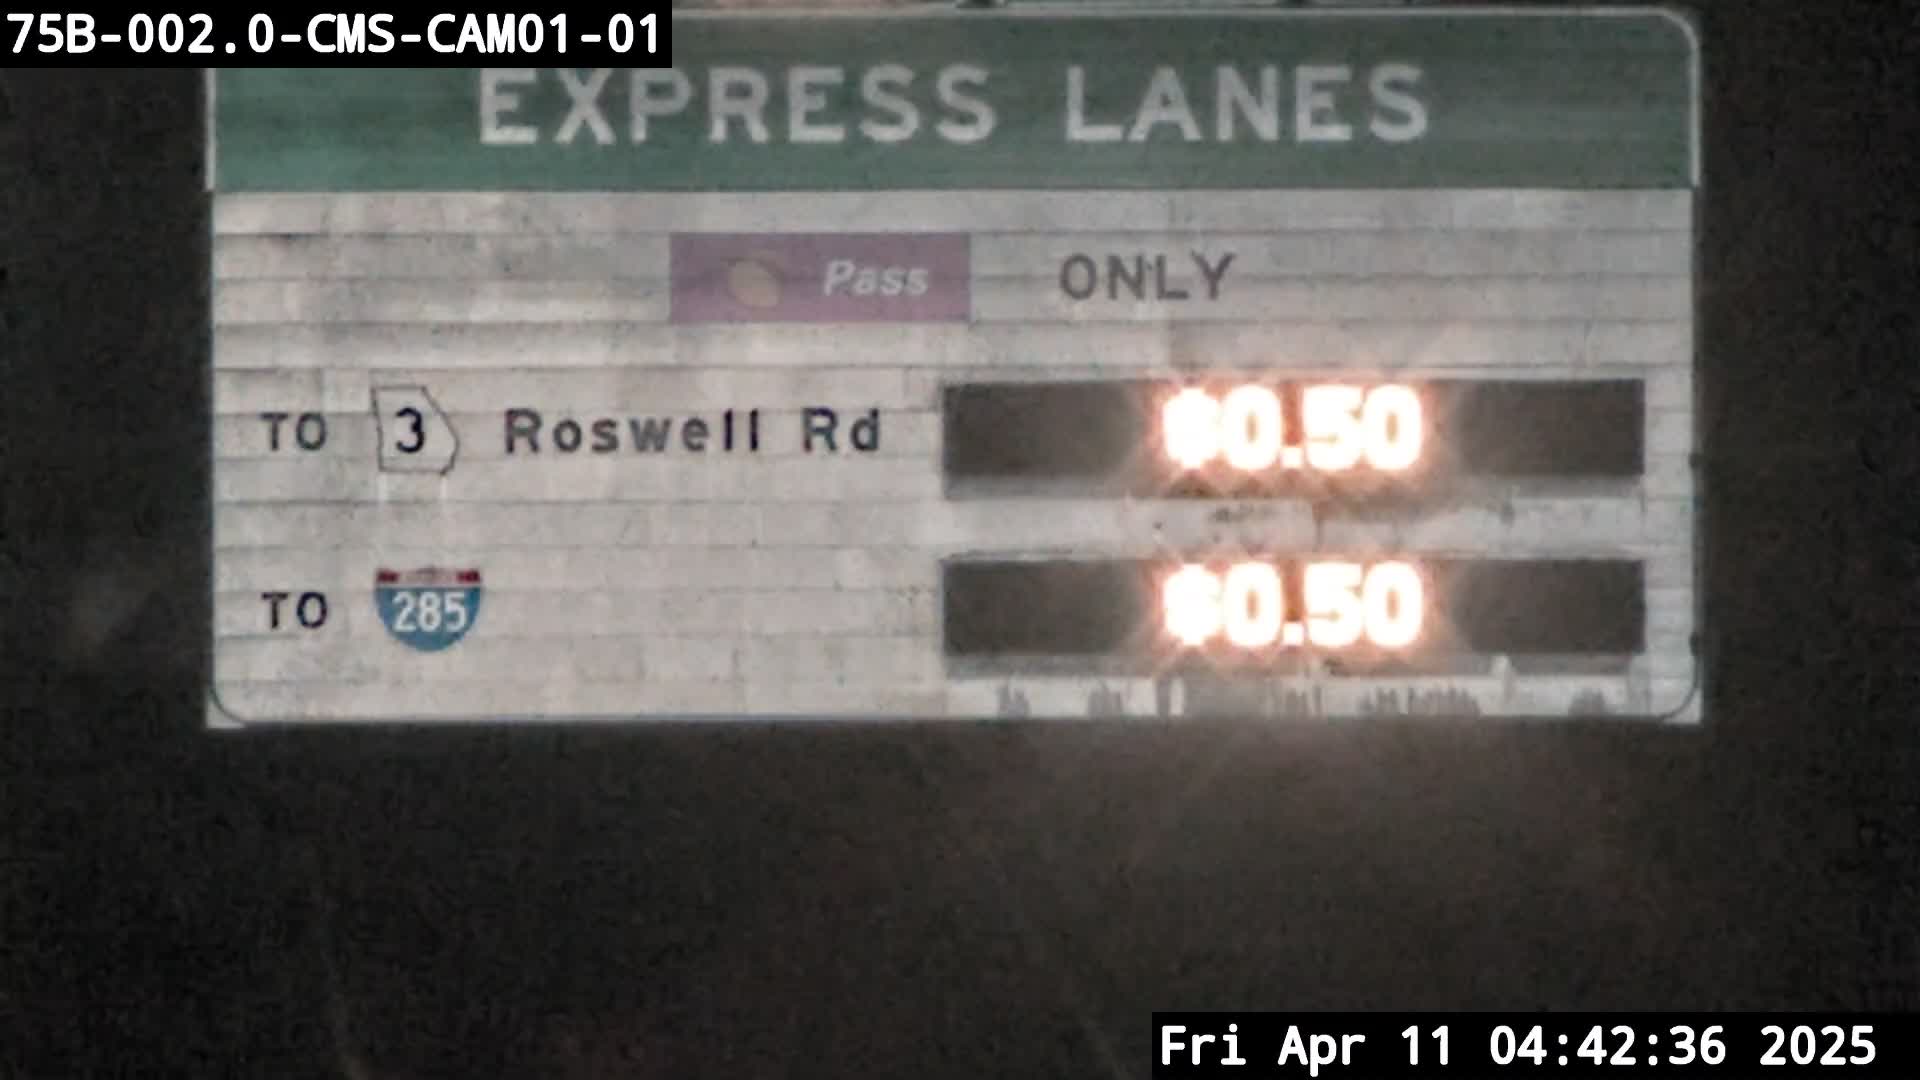 75B-002.0-CMS-CAM01-01
EXPRESS LANES
Pass ONLY
TO 3 Roswell Rd $0.50
TO 285 $0.50
Fri Apr 11 04:42:36 2025